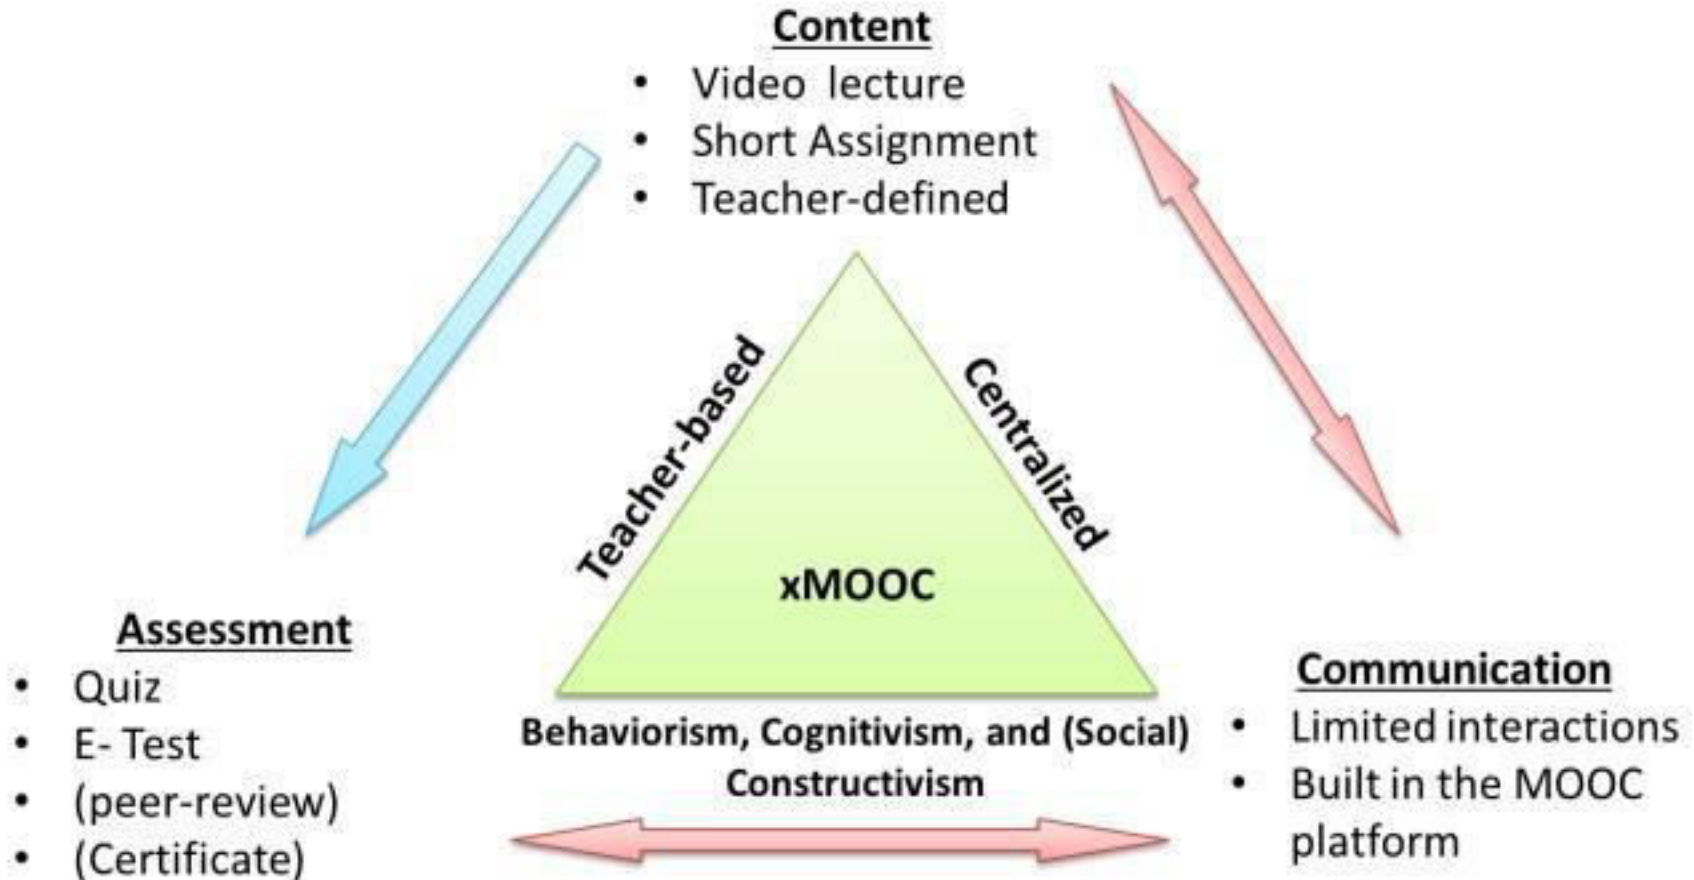 Content
• Video lecture
• Short Assignment
• Teacher-defined
Teacher-based
Centralized
xMOOC
Assessment
• Quiz
• E- Test
• (peer-review)
• (Certificate)
Behaviorism, Cognitivism, and (Social)
Constructivism
Communication
• Limited interactions
• Built in the MOOC
platform